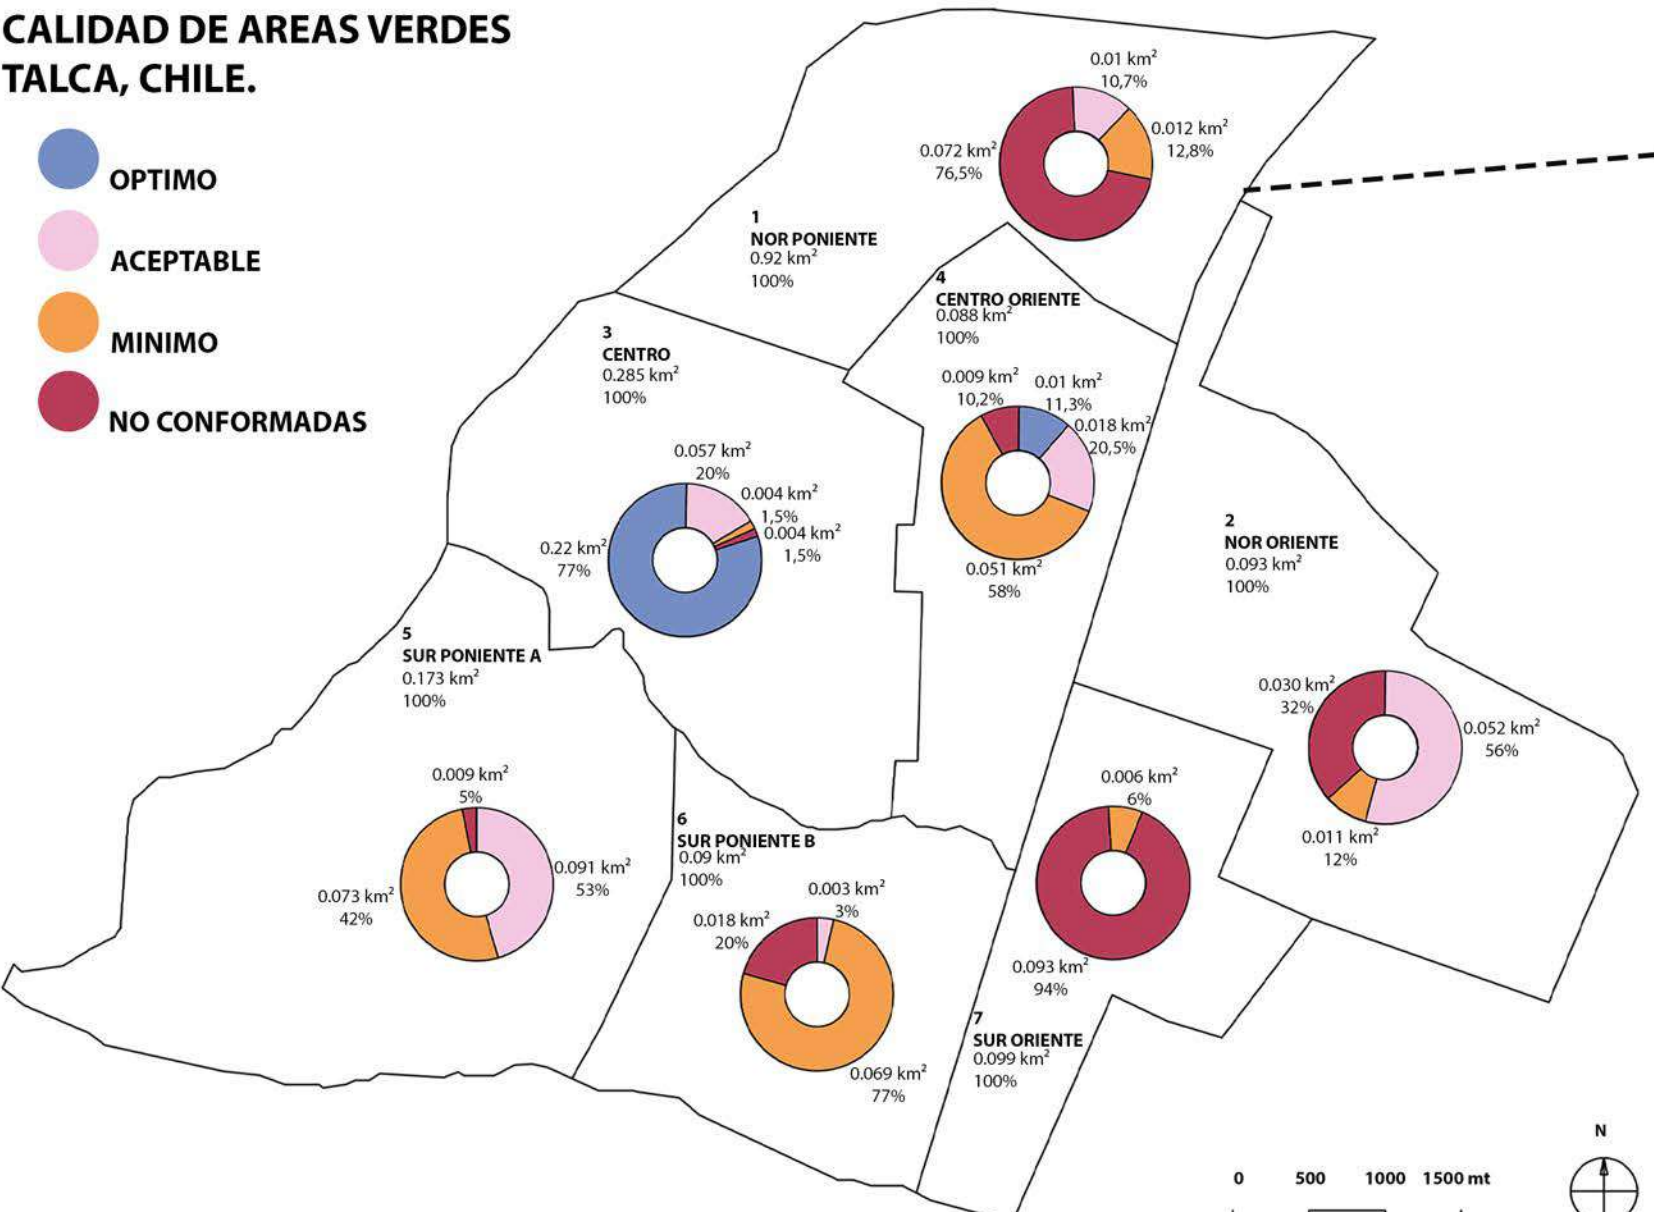 CALIDAD DE AREAS VERDES
TALCA, CHILE.
OPTIMO
ACEPTABLE
MINIMO
NO CONFORMADAS
1
NOR PONIENTE
0.92 km²
100%
0.01 km²
10,7%
0.012 km²
12,8%
0.072 km²
76,5%
4
CENTRO ORIENTE
0.088 km²
100%
0.009 km²
10,2%
0.01 km²
11,3%
0.018 km²
20,5%
0.051 km²
58%
3
CENTRO
0.285 km²
100%
0.057 km²
20%
0.004 km²
1,5%
0.004 km²
1,5%
0.22 km²
77%
2
NOR ORIENTE
0.093 km²
100%
0.030 km²
32%
0.052 km²
56%
0.011 km²
12%
5
SUR PONIENTE A
0.173 km²
100%
0.009 km²
5%
0.091 km²
53%
0.073 km²
42%
6
SUR PONIENTE B
0.09 km²
100%
0.003 km²
3%
0.018 km²
20%
0.069 km²
77%
0.006 km²
6%
0.093 km²
94%
7
SUR ORIENTE
0.099 km²
100%
N
0 500 1000 1500 mt